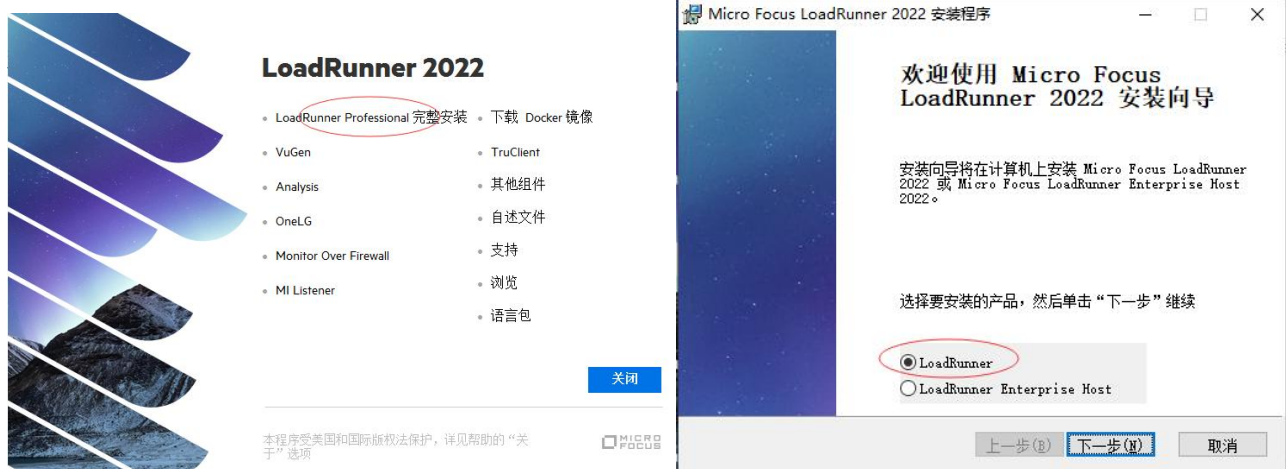 LoadRunner 2022
LoadRunner Professional 完整安装
VuGen
Analysis
OneLG
Monitor Over Firewall
MI Listener
下载 Docker 镜像
TruClient
其他组件
自述文件
支持
浏览
语言包
关闭
本程序受美国和国际版权法保护，详见帮助的“关
于”选项
MICRO
FOCUS
Micro Focus LoadRunner 2022 安装程序
欢迎使用 Micro Focus
LoadRunner 2022 安装向导
安装向导将在计算机上安装 Micro Focus LoadRunner
2022 或 Micro Focus LoadRunner Enterprise Host
2022。
选择要安装的产品，然后单击“下一步”继续
LoadRunner
LoadRunner Enterprise Host
上一步(B)
下一步(N)
取消